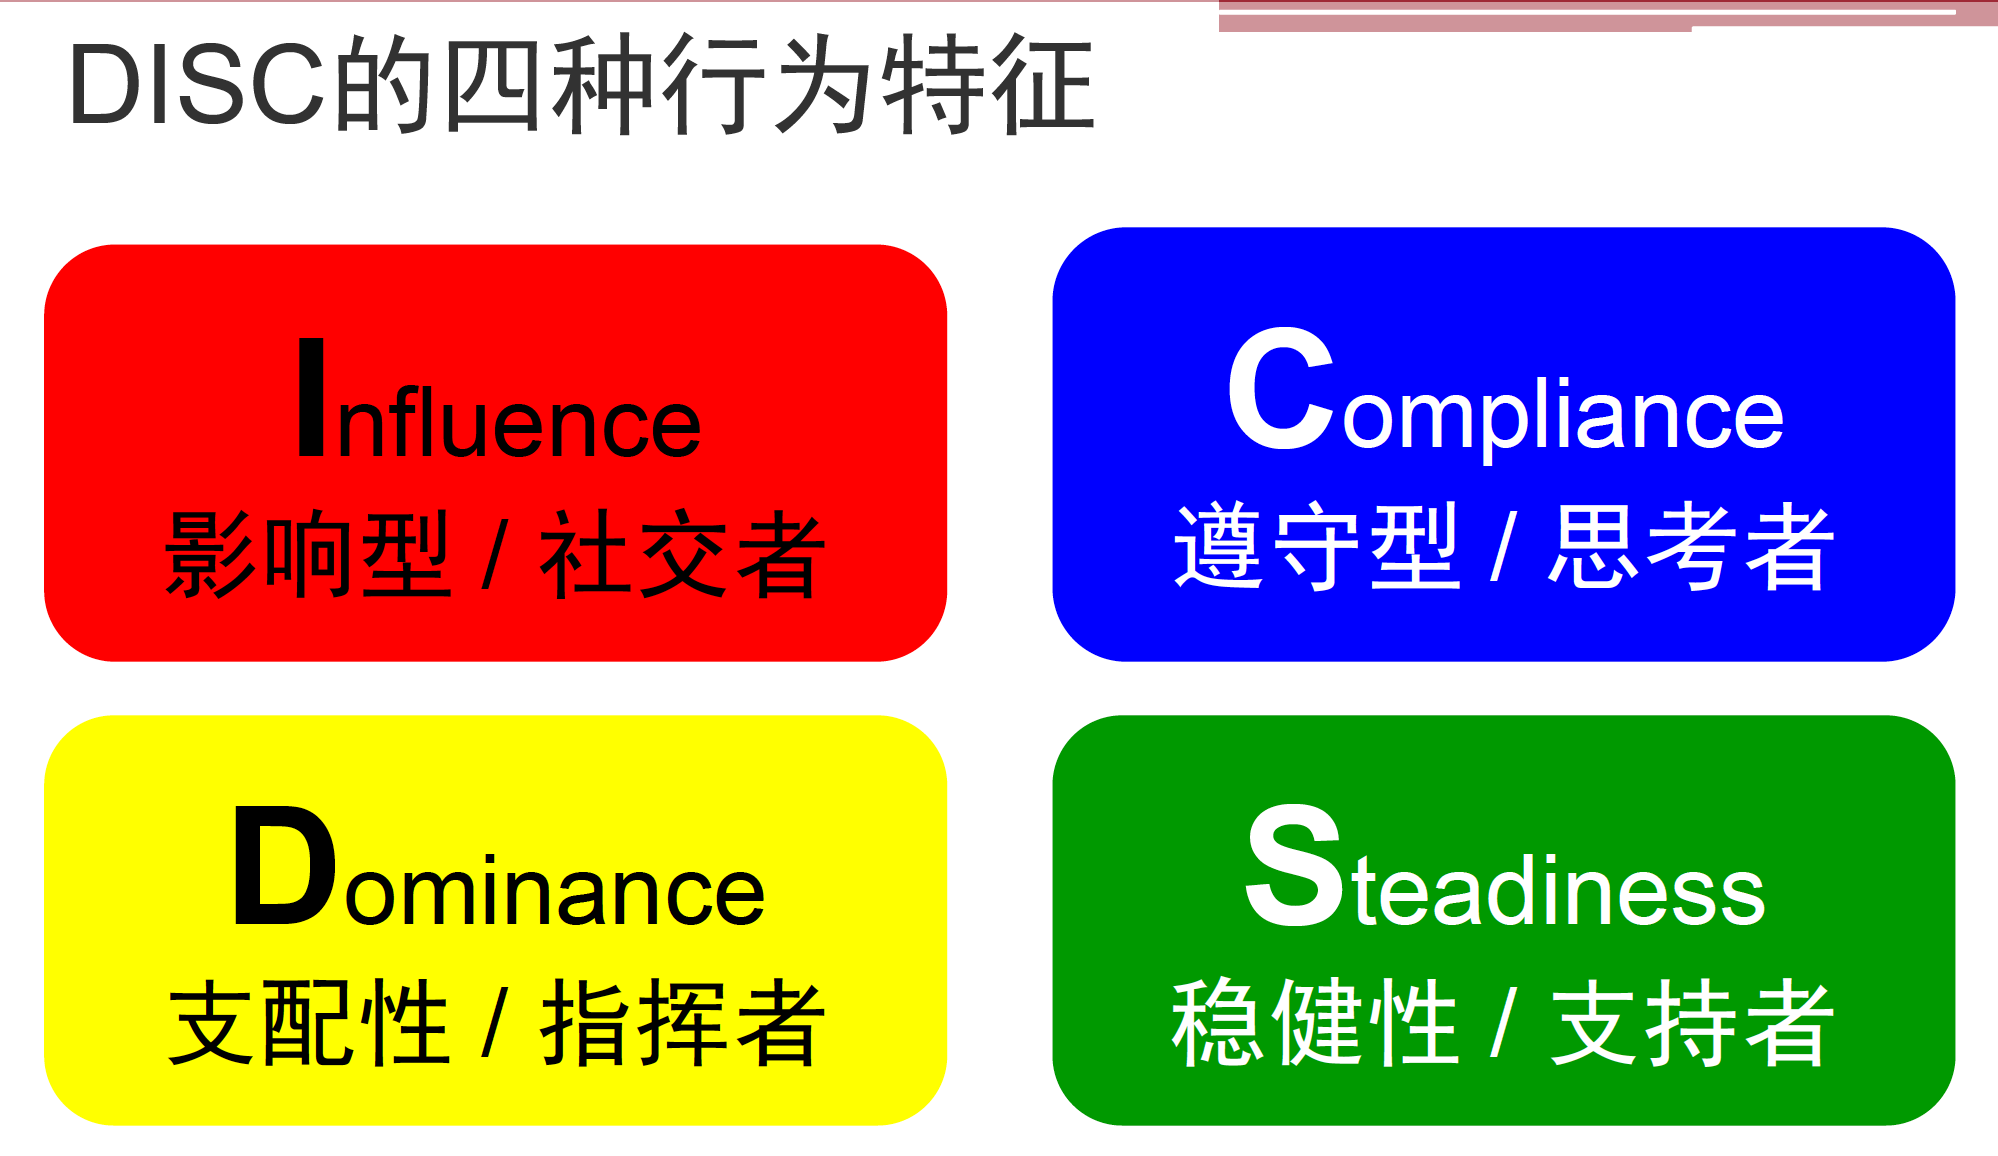 DISC的四种行为特征
Influence
影响型 / 社交者
Compliance
遵守型 / 思考者
Dominance
支配性 / 指挥者
Steadiness
稳健性 / 支持者